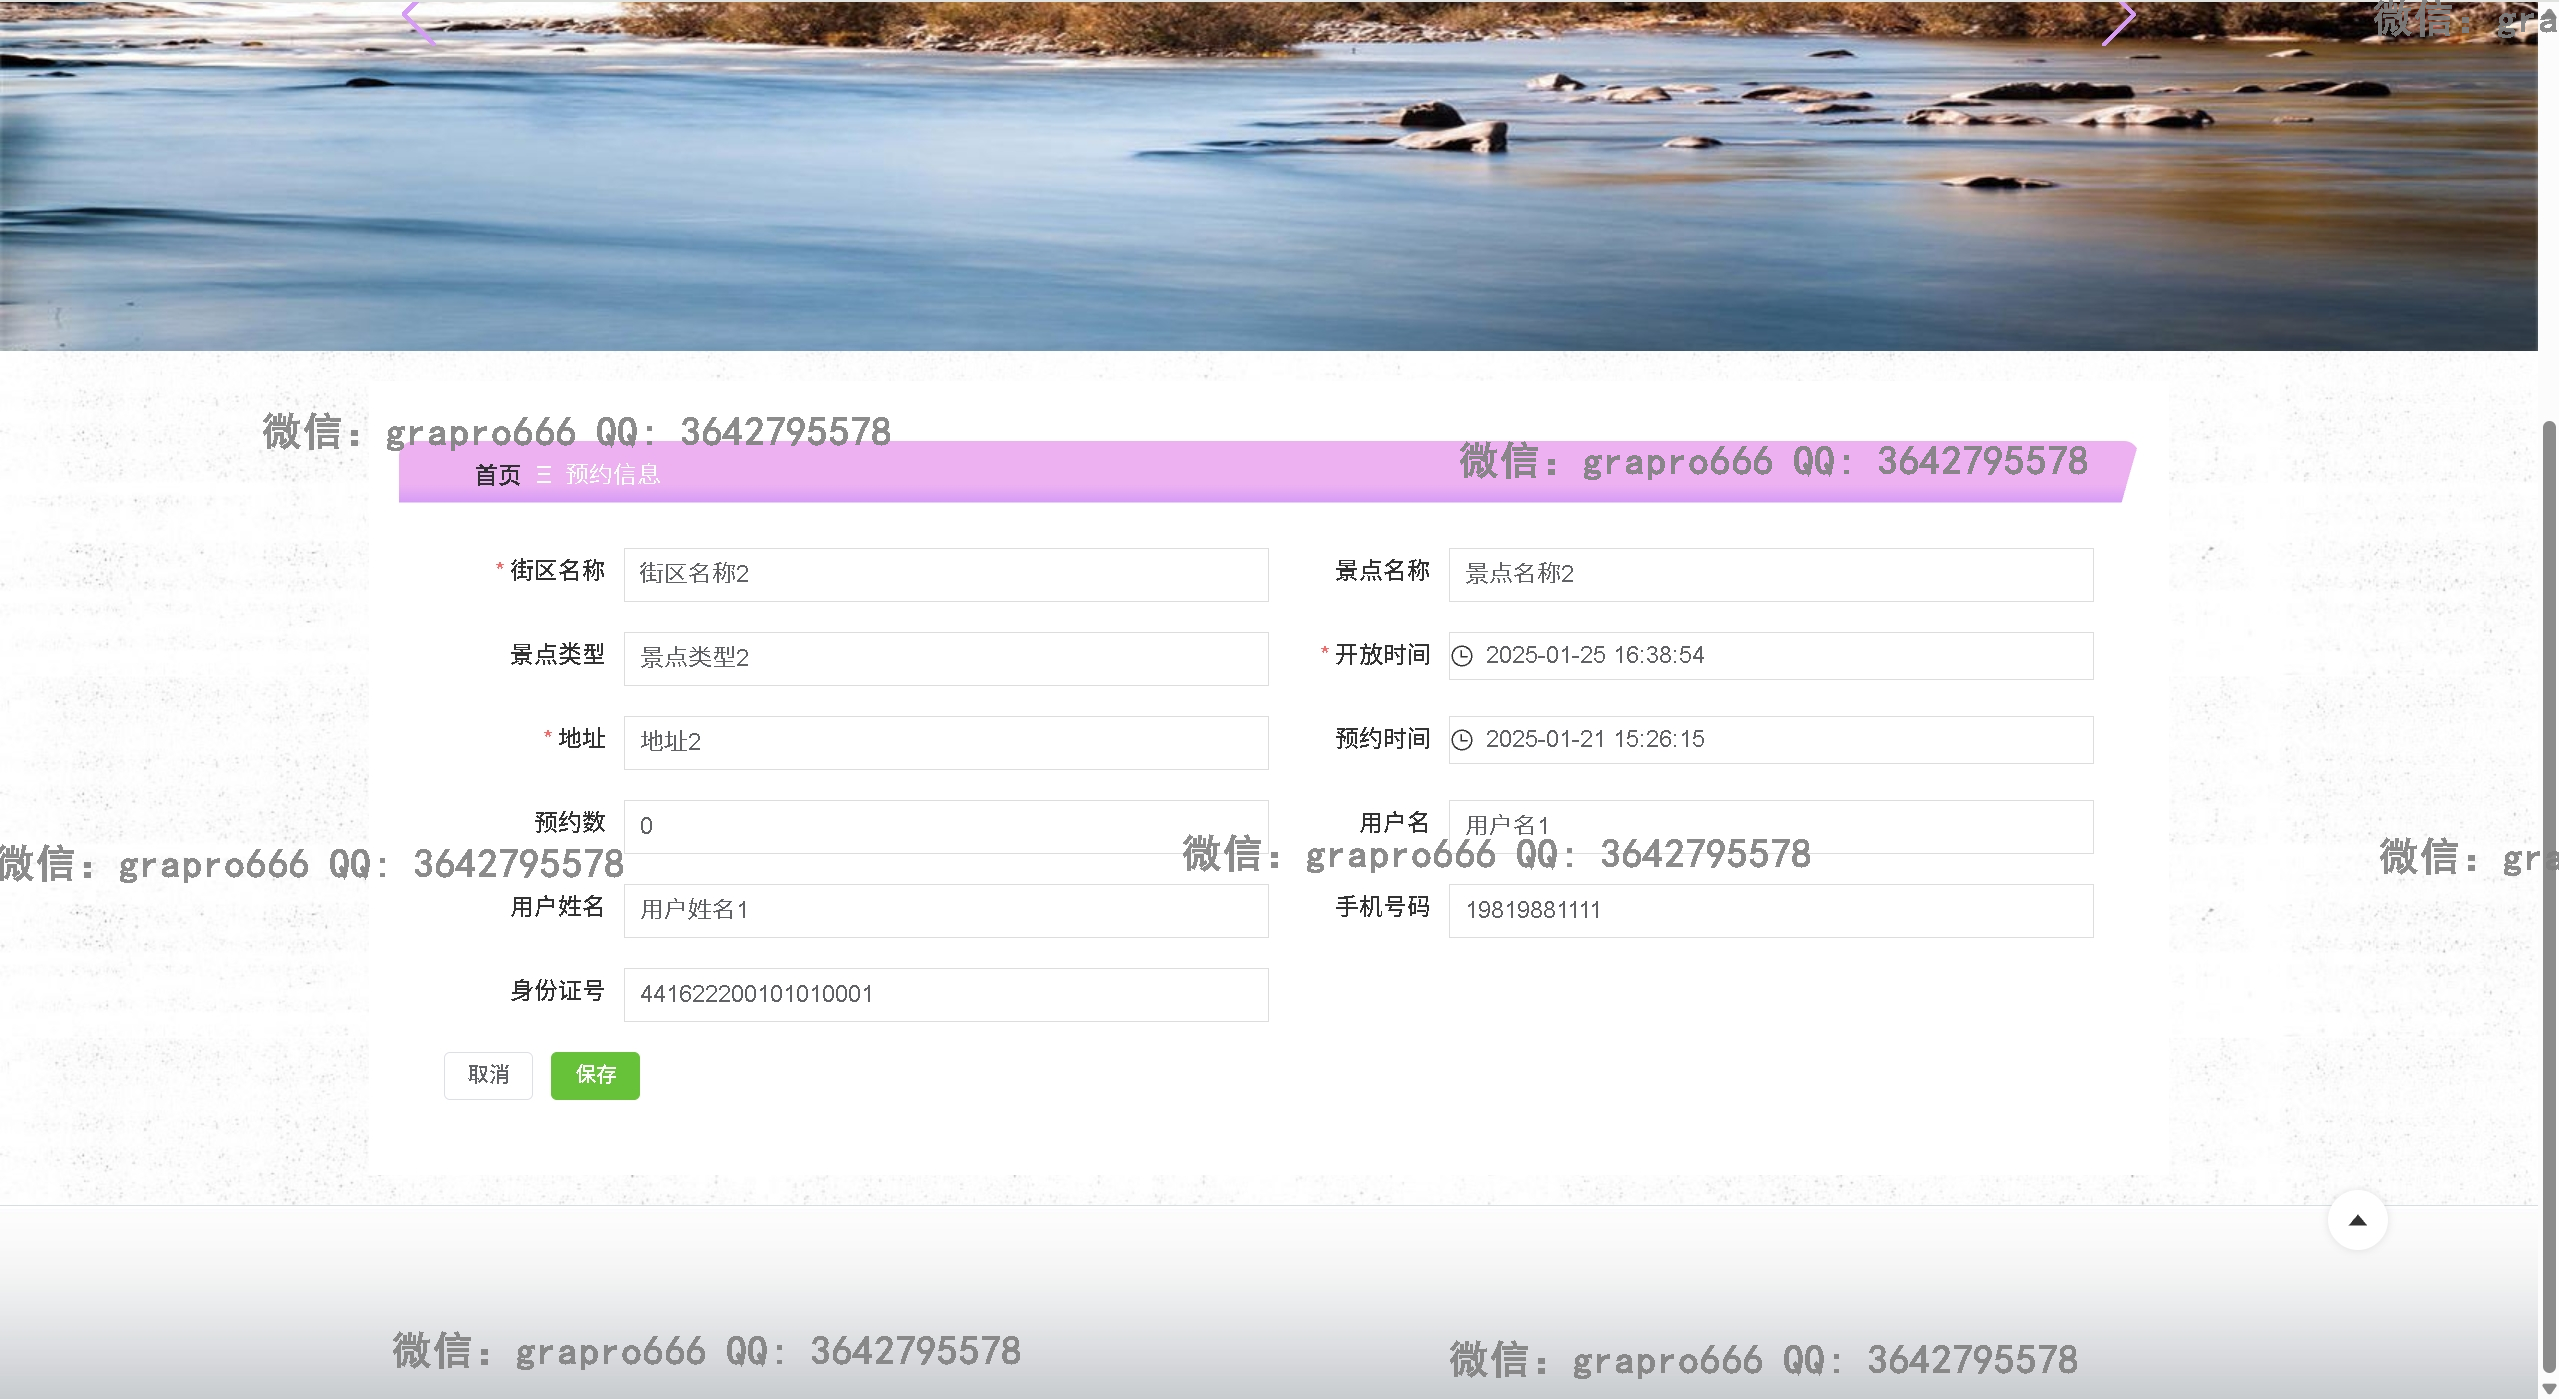 微信: gra
微信: grapro666 QQ: 3642795578
微信: grapro666 QQ: 3642795578
首页 预约信息
* 街区名称 街区名称2 景点名称 景点名称2
景点类型 景点类型2 * 开放时间 2025-01-25 16:38:54
* 地址 地址2 预约时间 2025-01-21 15:26:15
预约数 0 用户名 用户名1
微信: grapro666 QQ: 3642795578 微信: grapro666 QQ: 3642795578 微信: gra
用户姓名 用户姓名1 手机号码 19819881111
身份证号 441622200101010001
取消 保存
微信: grapro666 QQ: 3642795578 微信: grapro666 QQ: 3642795578